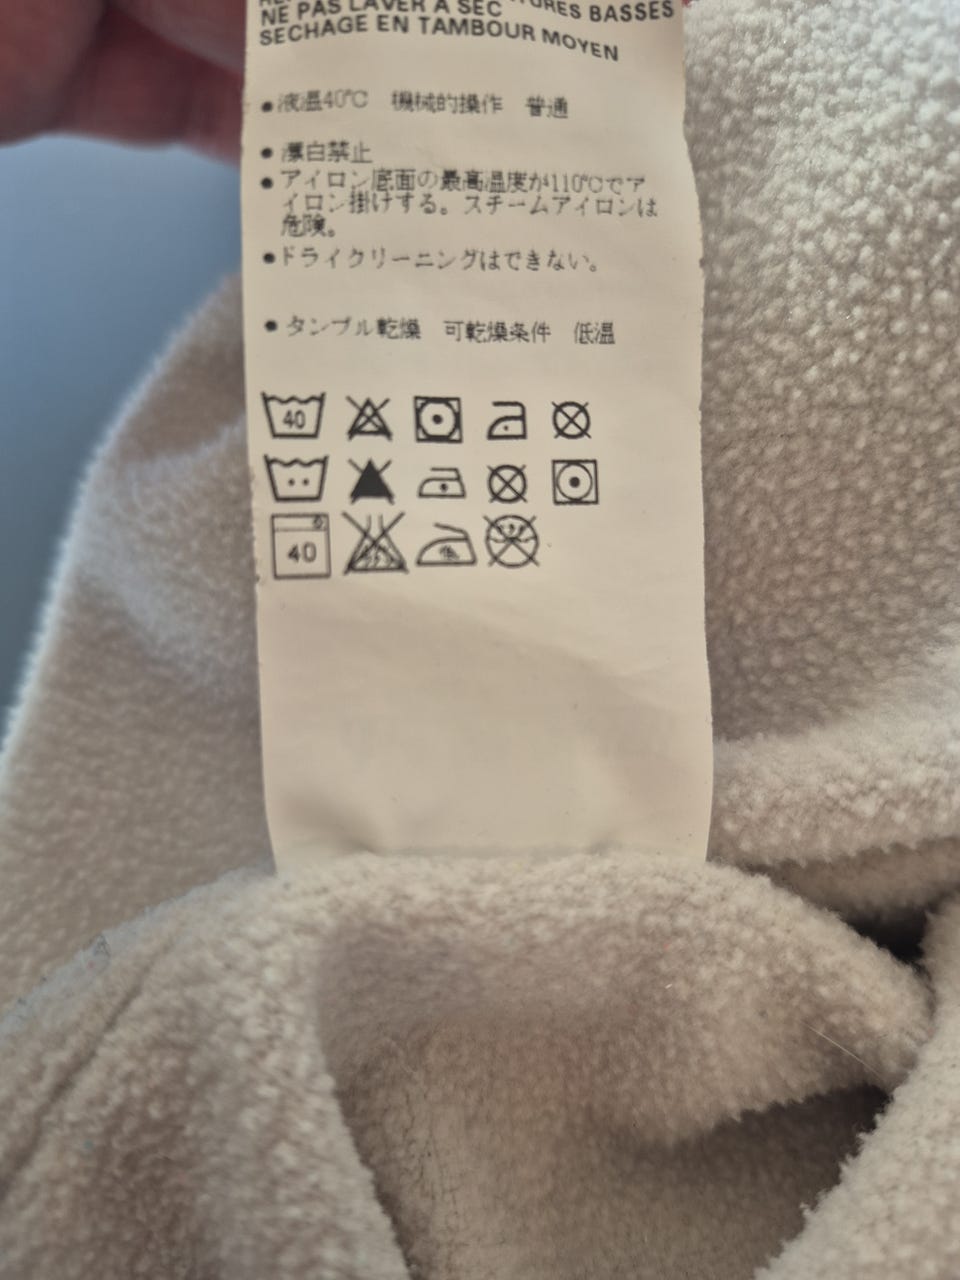 TURES BASSES
NE PAS LAVER A SEC
SECHAGE EN TAMBOUR MOYEN
● 液温40℃ 機械的操作 普通
● 漂白禁止
● アイロン底面の最高温度が110℃でア
イロン掛けする。スチームアイロンは
危険。
● ドライクリーニングはできない。
● タンブル乾燥 可乾燥条件 低温
40
40